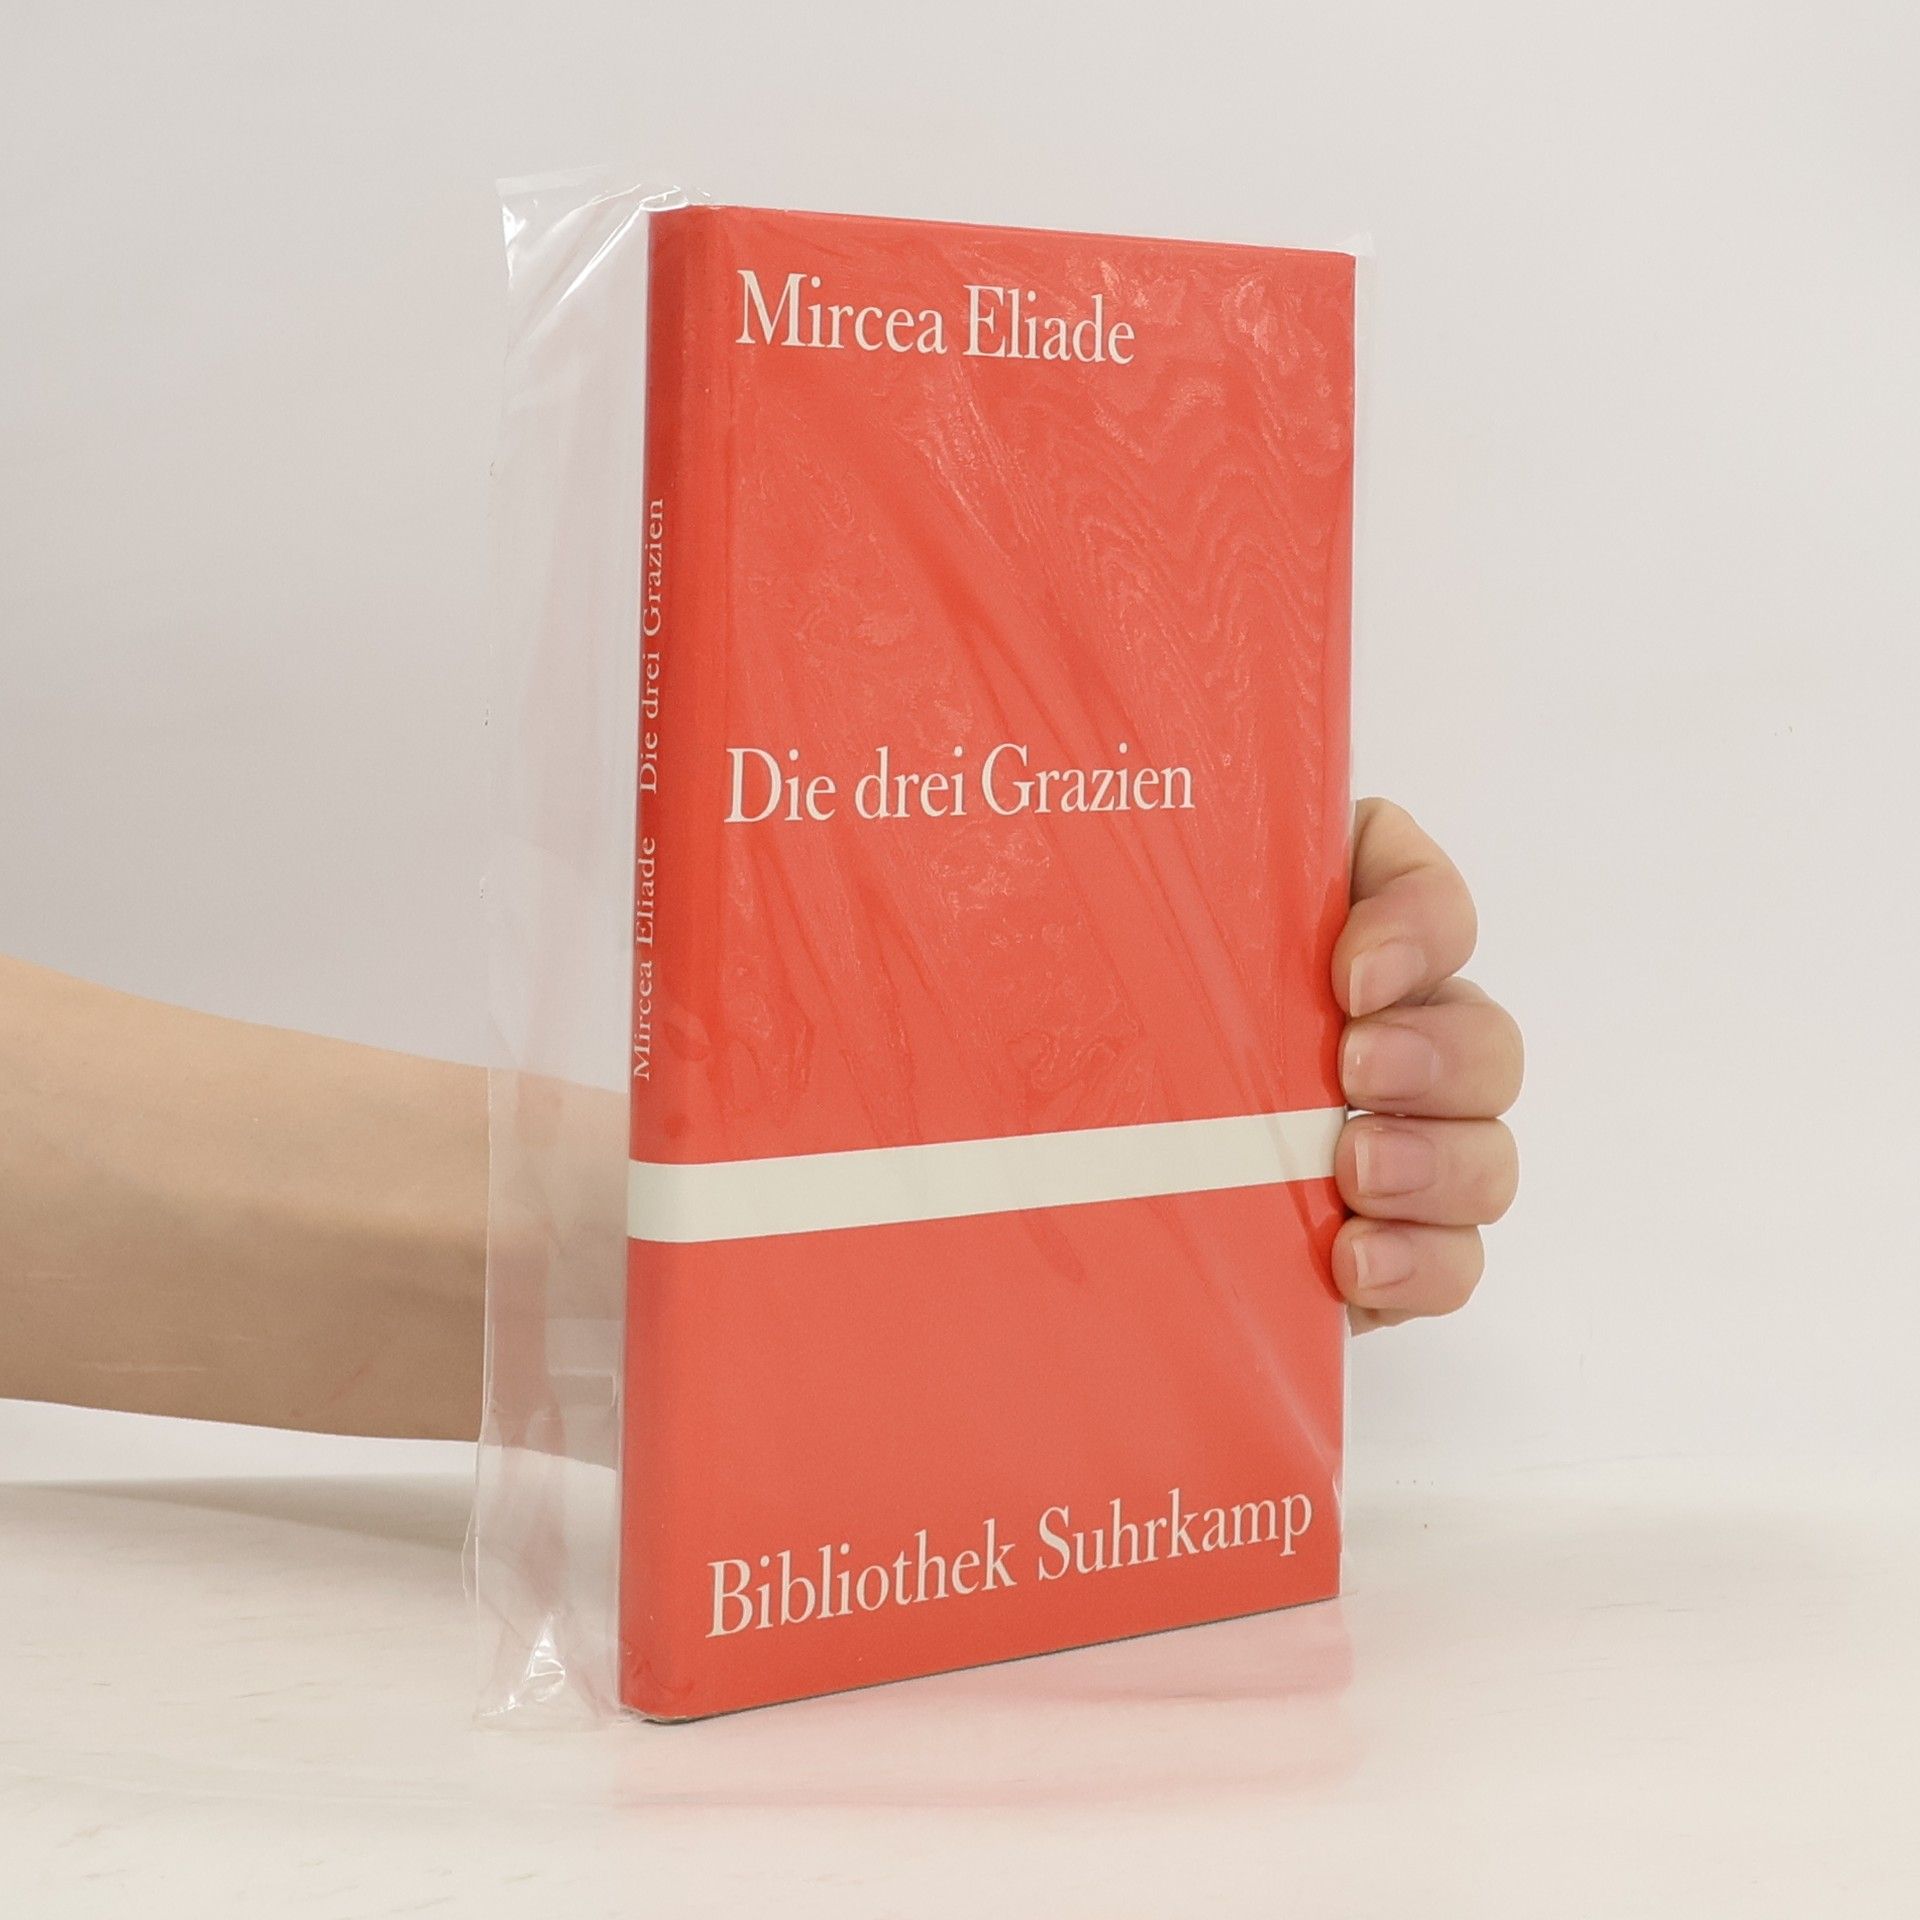 Mircea Eliade
Die drei Grazien
Bibliothek Suhrkamp
Mircea Eliade Die drei Grazien